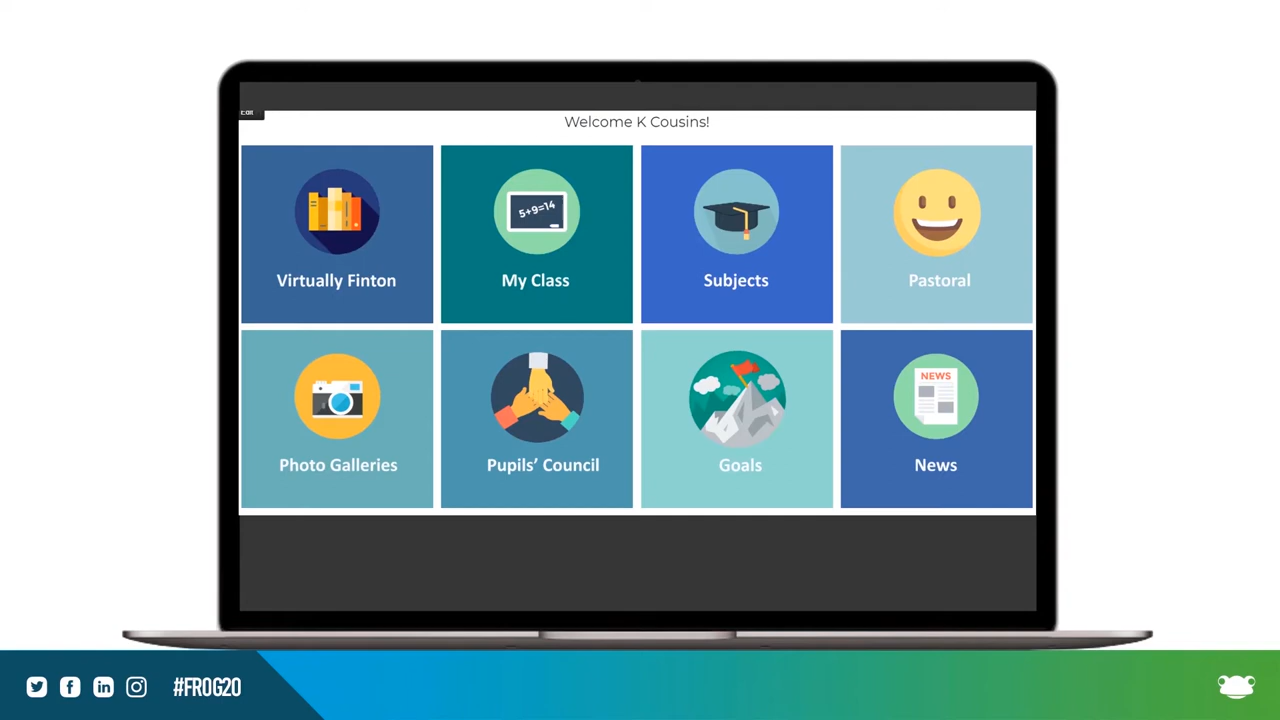 Edit
Welcome K Cousins!
Virtually Finton
5+9=14
My Class
Subjects
Pastoral
Photo Galleries
Pupils' Council
Goals
NEWS
News
#FROG20